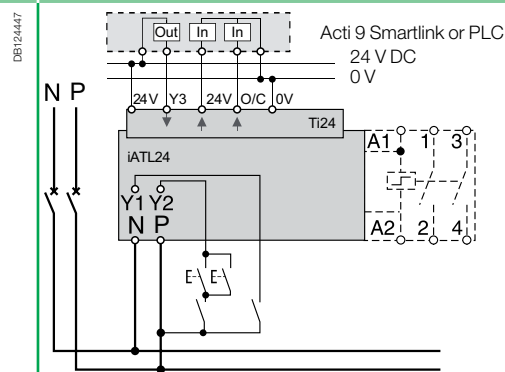 DB124447
Out In In
Acti 9 Smartlink or PLC
24 V DC
0 V
N P
24V Y3 24V O/C 0V
Ti24
iATL24
A1 1 3
Y1 Y2
N P
A2 2 4
E E